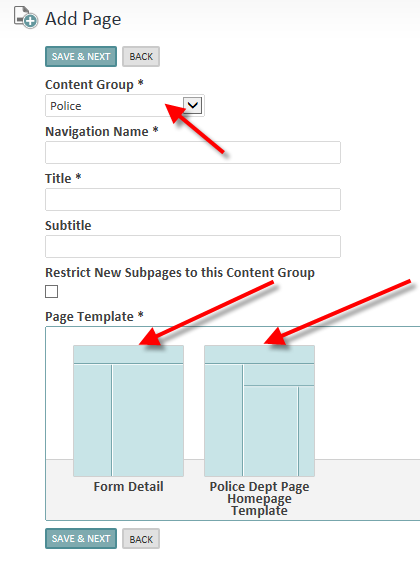 Add Page
SAVE & NEXT BACK
Content Group *
Police
Navigation Name *
Title *
Subtitle
Restrict New Subpages to this Content Group
Page Template *
Form Detail
Police Dept Page
Homepage
Template
SAVE & NEXT BACK